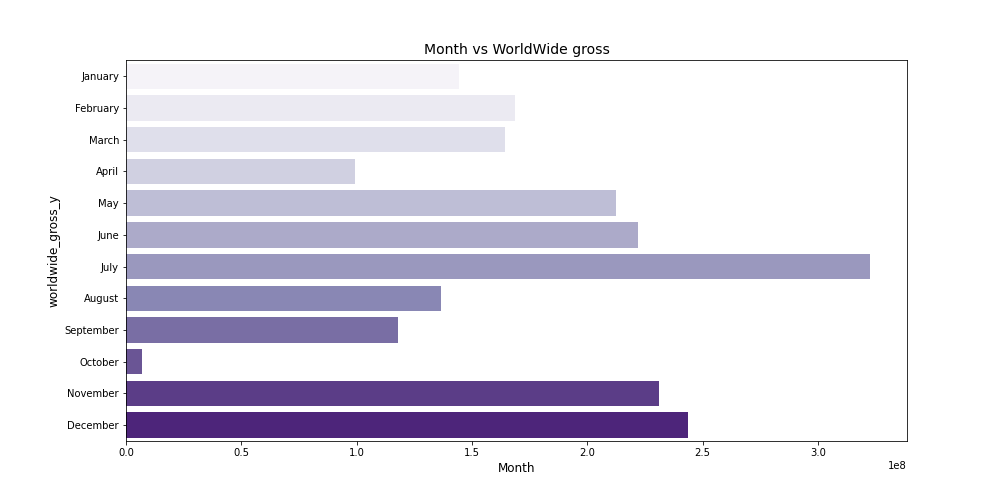 Month vs WorldWide gross
worldwide_gross_y
January
February
March
April
May
June
July
August
September
October
November
December
0.0 0.5 1.0 1.5 2.0 2.5 3.0
1e8
Month